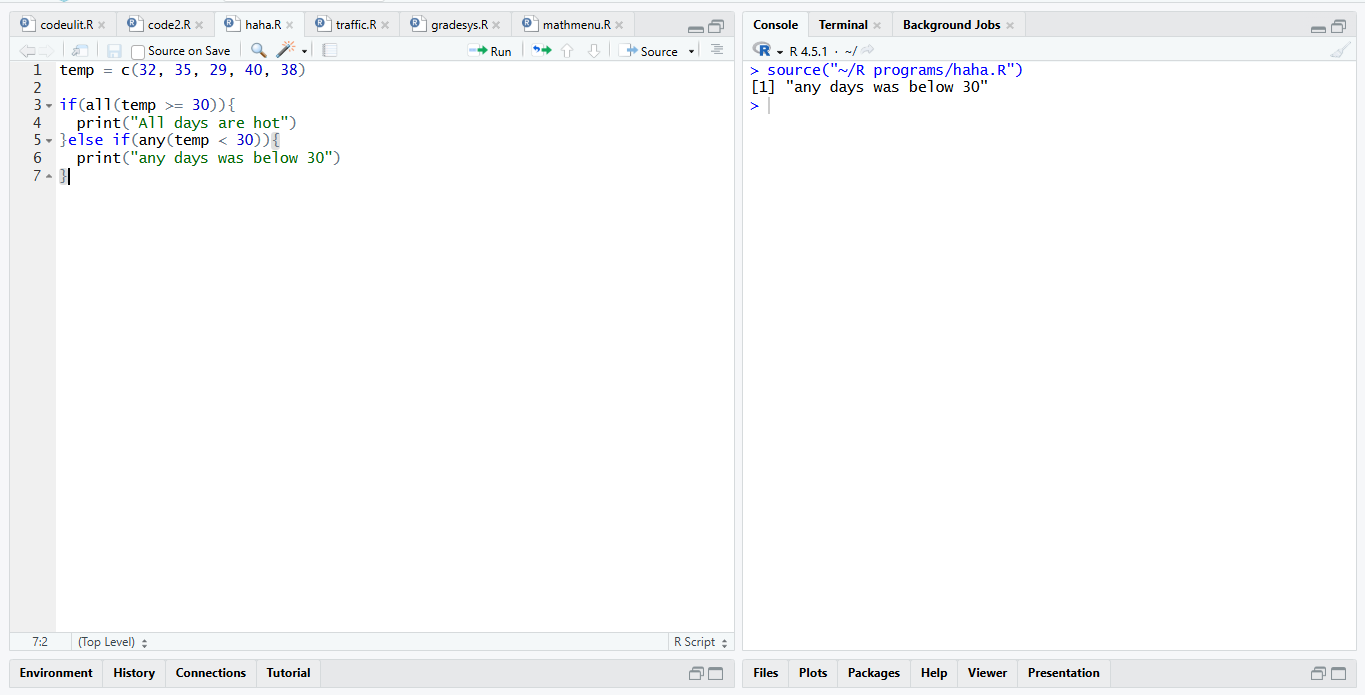 codeulit.R code2.R haha.R traffic.R gradesys.R mathmenu.R
Source on Save Run Source
1 temp = c(32, 35, 29, 40, 38)
2
3 if(all(temp >= 30)){
4 print("All days are hot")
5 }else if(any(temp < 30)){
6 print("any days was below 30")
7 }
7:2 (Top Level) R Script
Environment History Connections Tutorial
Console Terminal Background Jobs
R R 4.5.1 · ~/
> source("~/R programs/haha.R")
[1] "any days was below 30"
>
Files Plots Packages Help Viewer Presentation